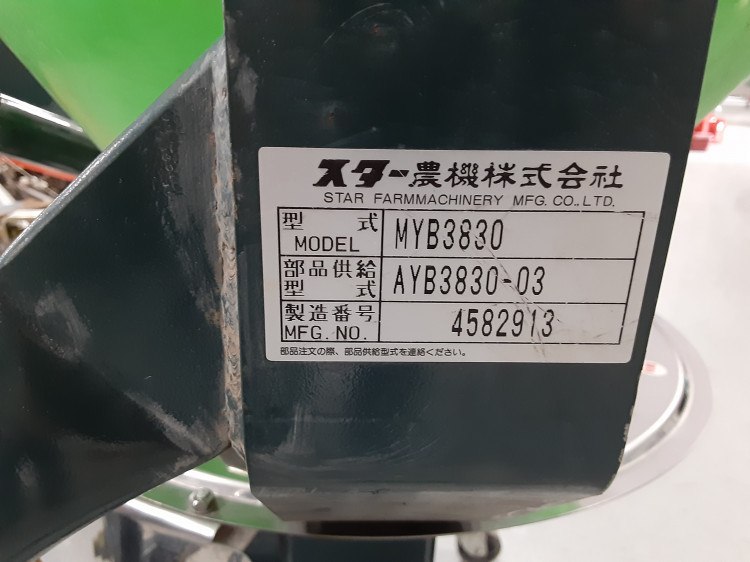 スター農機株式会社
STAR FARMMACHINERY MFG. CO.,LTD.
型 式 MYB3830
MODEL
部品供給 AYB3830-03
型 式
製造番号 4582913
MFG. NO.
部品注文の際、部品供給型式を連絡ください。